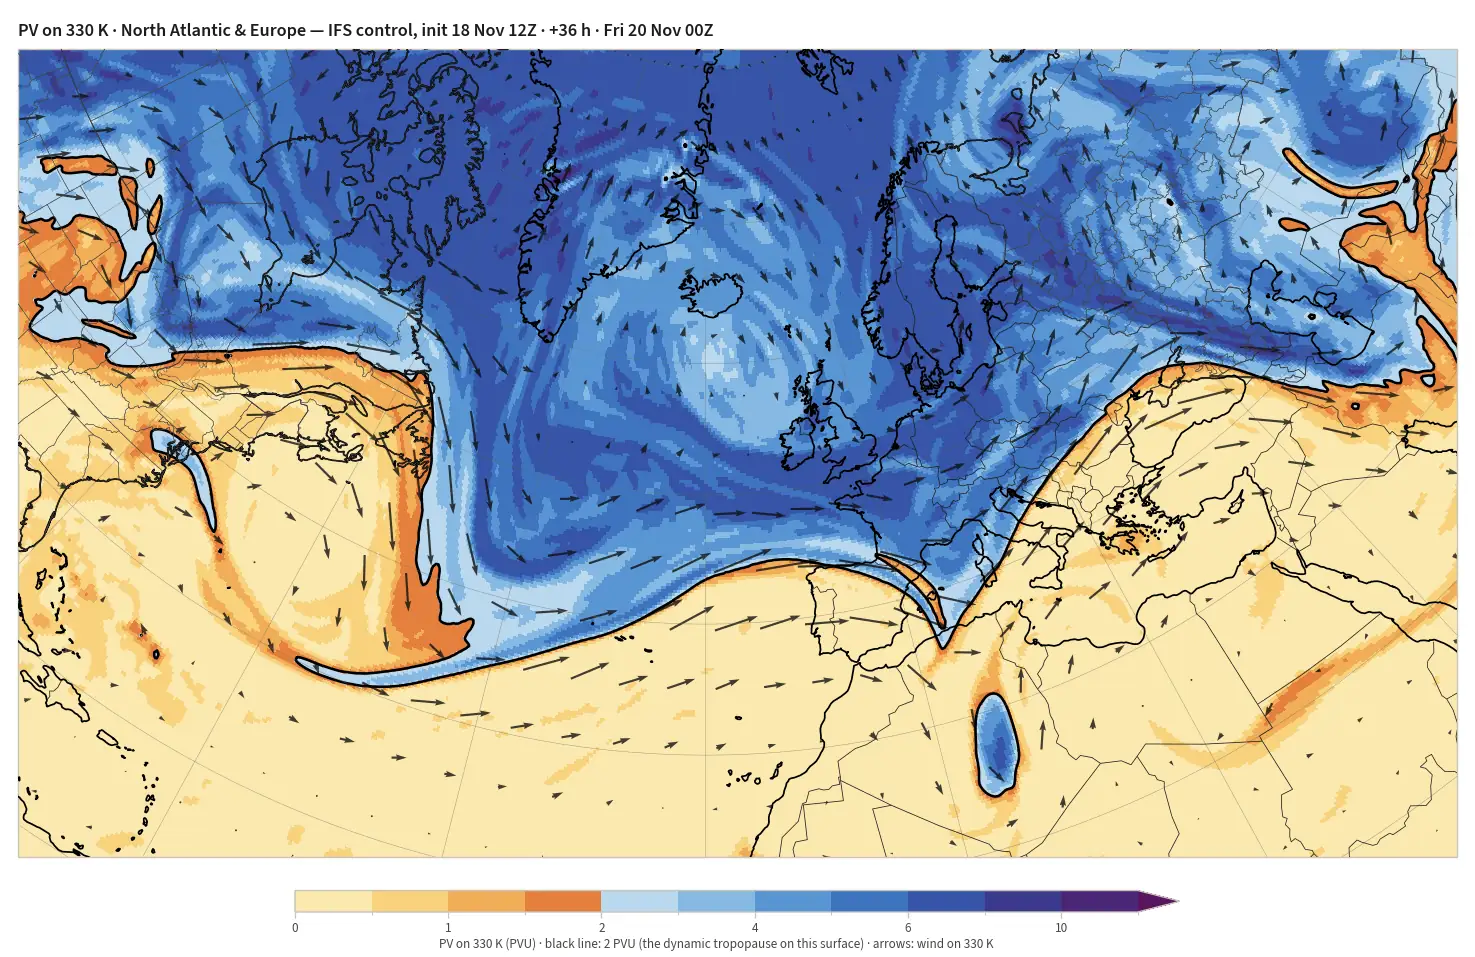 PV on 330 K · North Atlantic & Europe — IFS control, init 18 Nov 12Z · +36 h · Fri 20 Nov 00Z
0 1 2 4 6 10
PV on 330 K (PVU) · black line: 2 PVU (the dynamic tropopause on this surface) · arrows: wind on 330 K